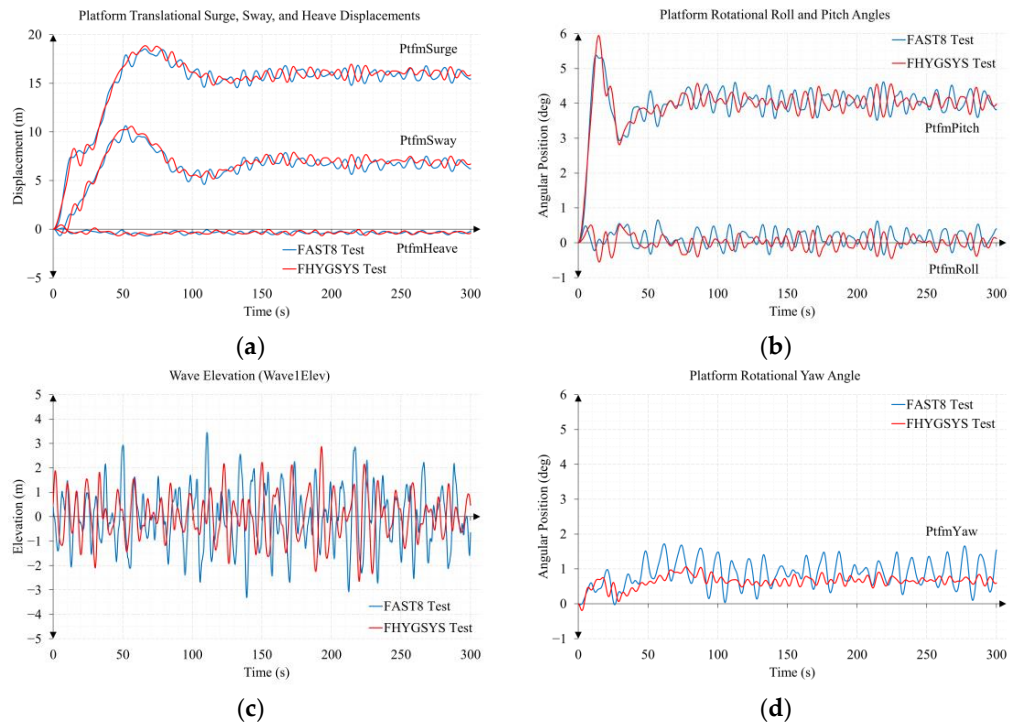 Platform Translational Surge, Sway, and Heave Displacements
20
15
10
5
0
−5
Displacement (m)
PtfmSurge
PtfmSway
PtfmHeave
FAST8 Test
FHYGSYS Test
0 50 100 150 200 250 300
Time (s)
(a)
Platform Rotational Roll and Pitch Angles
6
5
4
3
2
1
0
−1
Angular Position (deg)
FAST8 Test
FHYGSYS Test
PtfmPitch
PtfmRoll
0 50 100 150 200 250 300
Time (s)
(b)
Wave Elevation (Wave1Elev)
5
4
3
2
1
0
−1
−2
−3
−4
−5
Elevation (m)
FAST8 Test
FHYGSYS Test
0 50 100 150 200 250 300
Time (s)
(c)
Platform Rotational Yaw Angle
6
5
4
3
2
1
0
−1
Angular Position (deg)
FAST8 Test
FHYGSYS Test
PtfmYaw
0 50 100 150 200 250 300
Time (s)
(d)